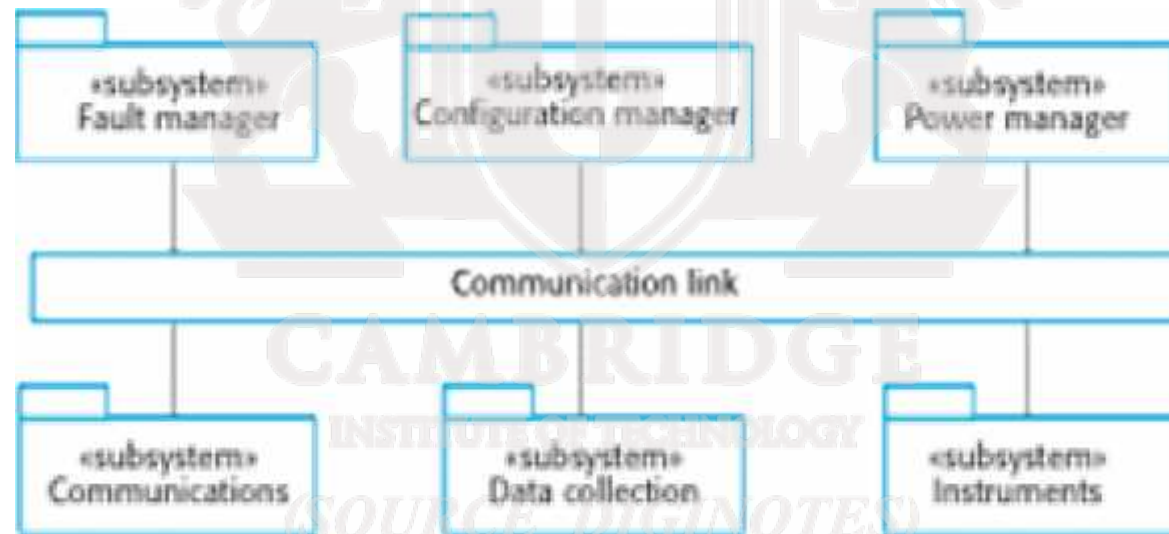 «subsystem»
Fault manager
«subsystem»
Configuration manager
«subsystem»
Power manager
Communication link
CAMBRIDGE
INSTITUTE OF TECHNOLOGY
«subsystem»
Communications
«subsystem»
Data collection
«subsystem»
Instruments
(SOURCE DIGINOTES)